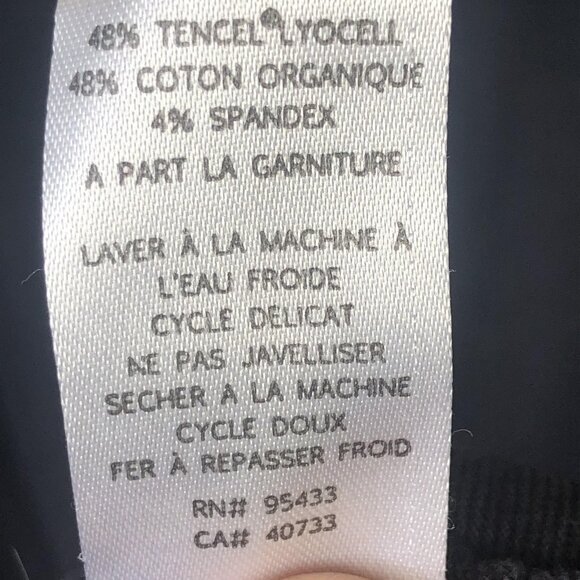 48% TENCEL® LYOCELL
48% COTON ORGANIQUE
4% SPANDEX
A PART LA GARNITURE
LAVER À LA MACHINE À
L'EAU FROIDE
CYCLE DELICAT
NE PAS JAVELLISER
SECHER A LA MACHINE
CYCLE DOUX
FER À REPASSER FROID
RN# 95433
CA# 40733